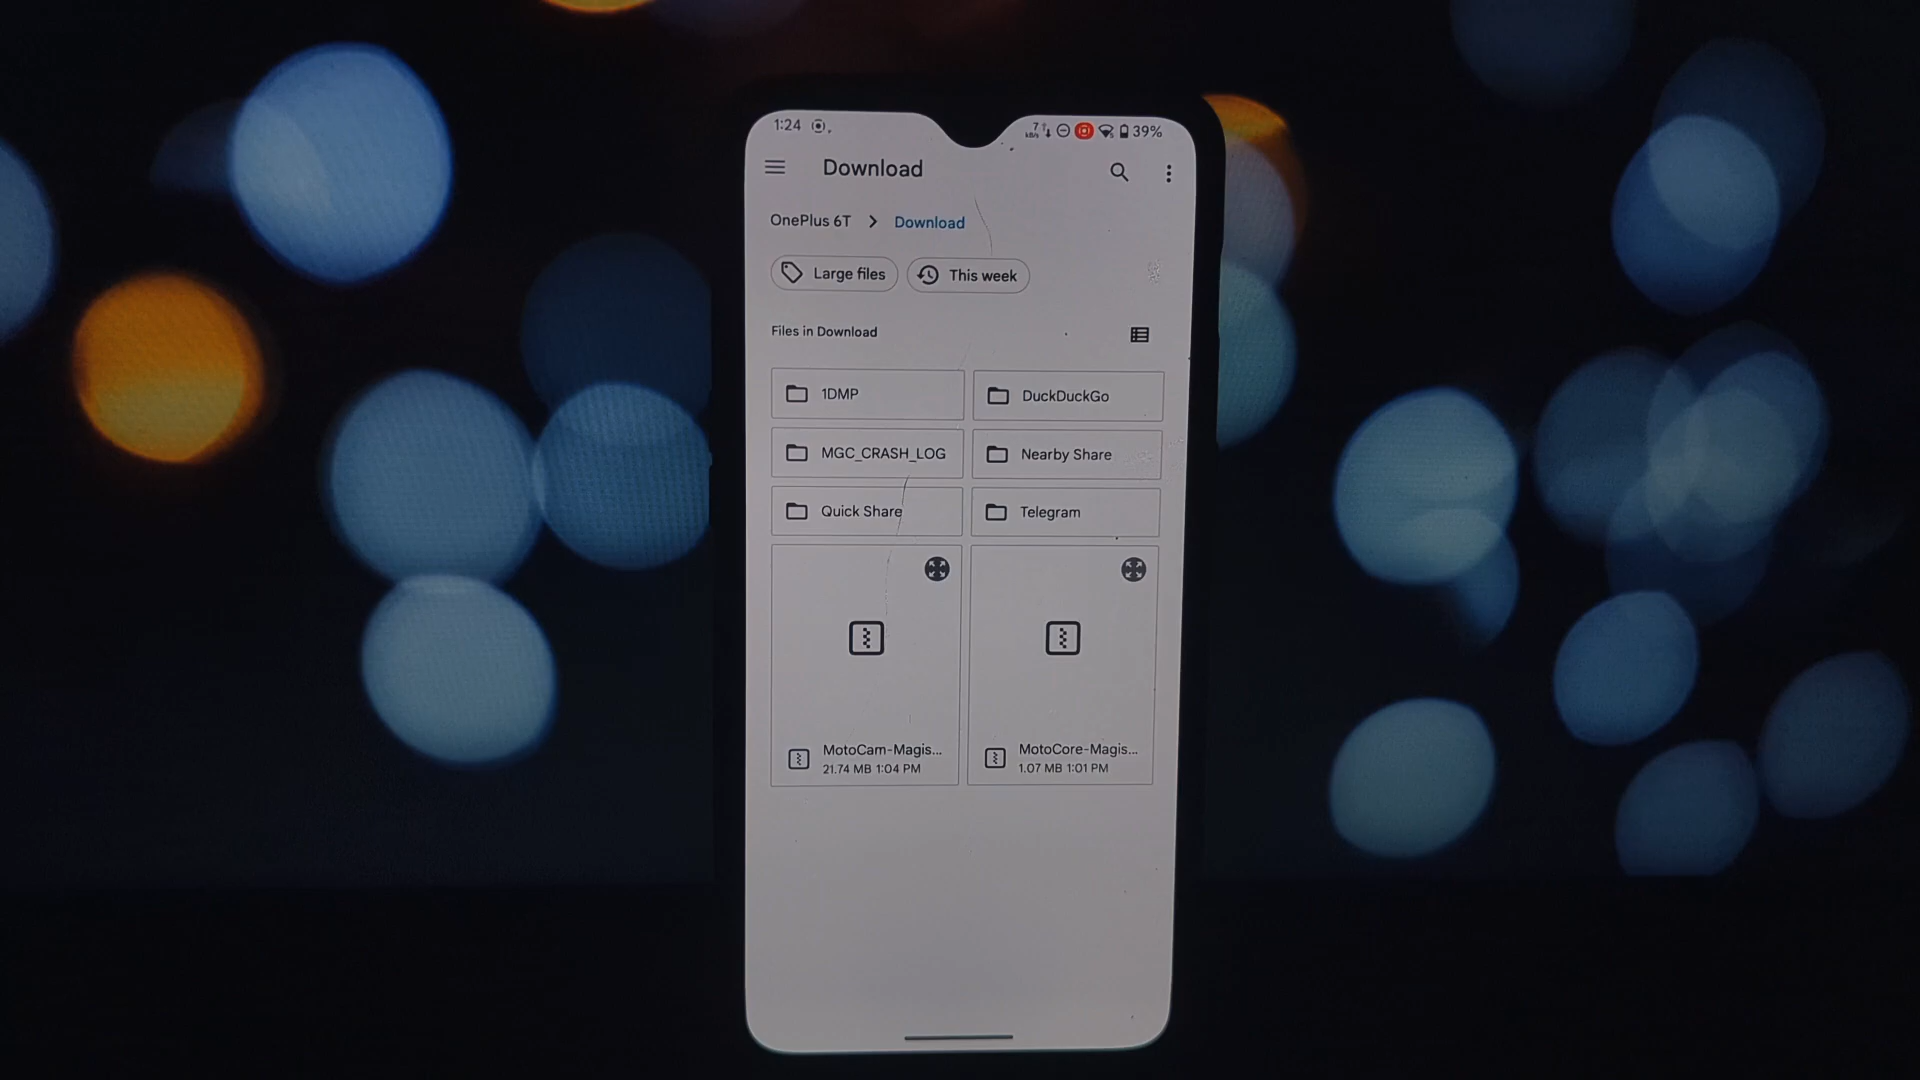 1:24 7 39%
Download
OnePlus 6T Download
Large files This week
Files in Download
1DMP DuckDuckGo
MGC_CRASH_LOG Nearby Share
Quick Share Telegram
MotoCam-Magis... MotoCore-Magis...
21.74 MB 1:04 PM 1.07 MB 1:01 PM